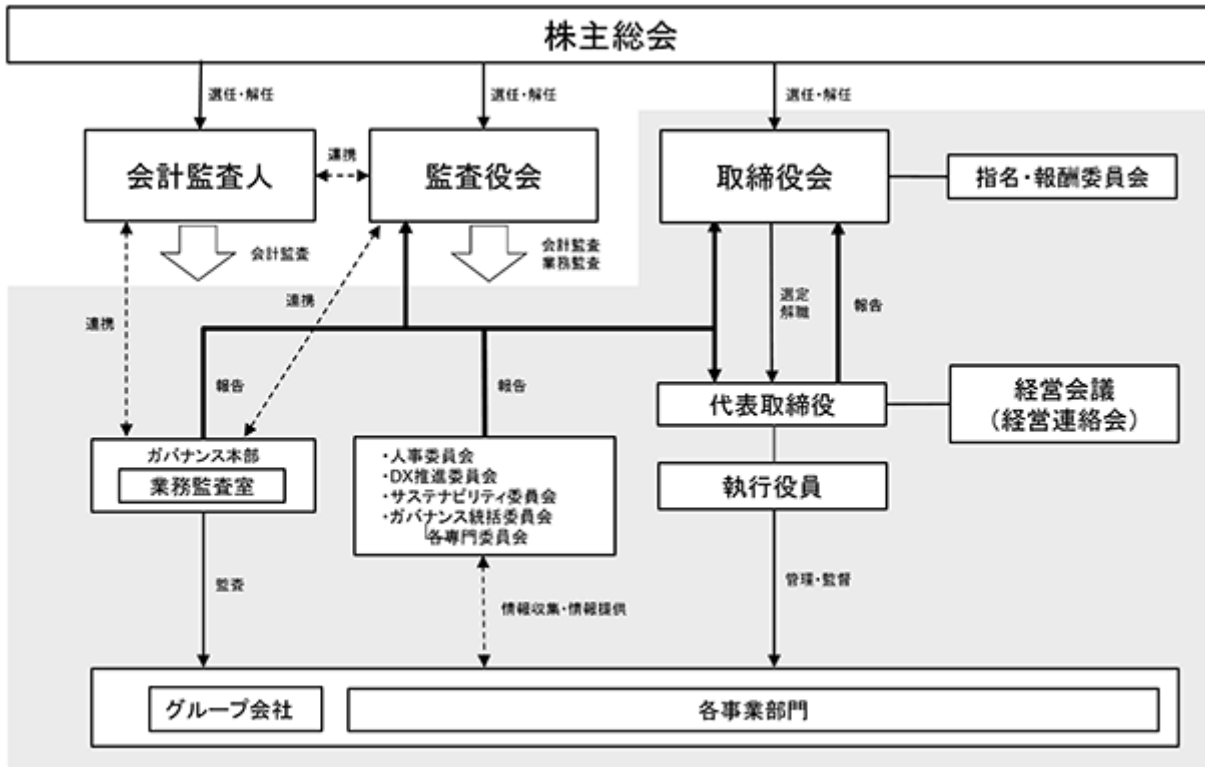 株主総会
選任・解任
選任・解任
選任・解任
会計監査人
連携
監査役会
取締役会
指名・報酬委員会
会計監査
会計監査
業務監査
連携
連携
選定
解職
報告
報告
報告
代表取締役
経営会議
（経営連絡会）
ガバナンス本部
業務監査室
・人事委員会
・DX推進委員会
・サステナビリティ委員会
・ガバナンス統括委員会
各専門委員会
執行役員
監査
情報収集・情報提供
管理・監督
グループ会社
各事業部門